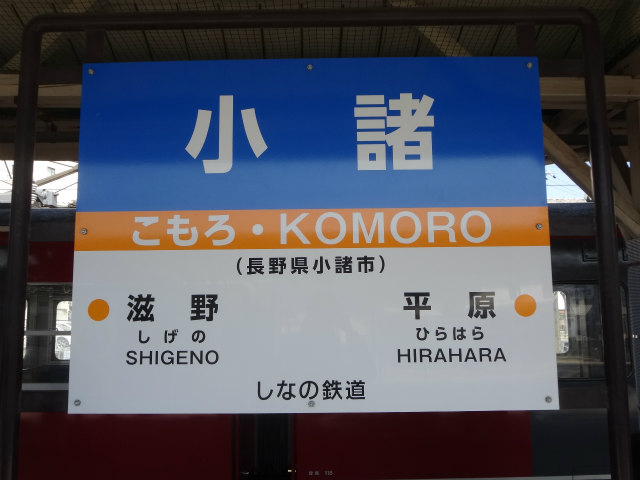 小諸
こもろ・KOMORO
（長野県小諸市）
滋野 平原
しげの ひらはら
SHIGENO HIRAHARA
しなの鉄道